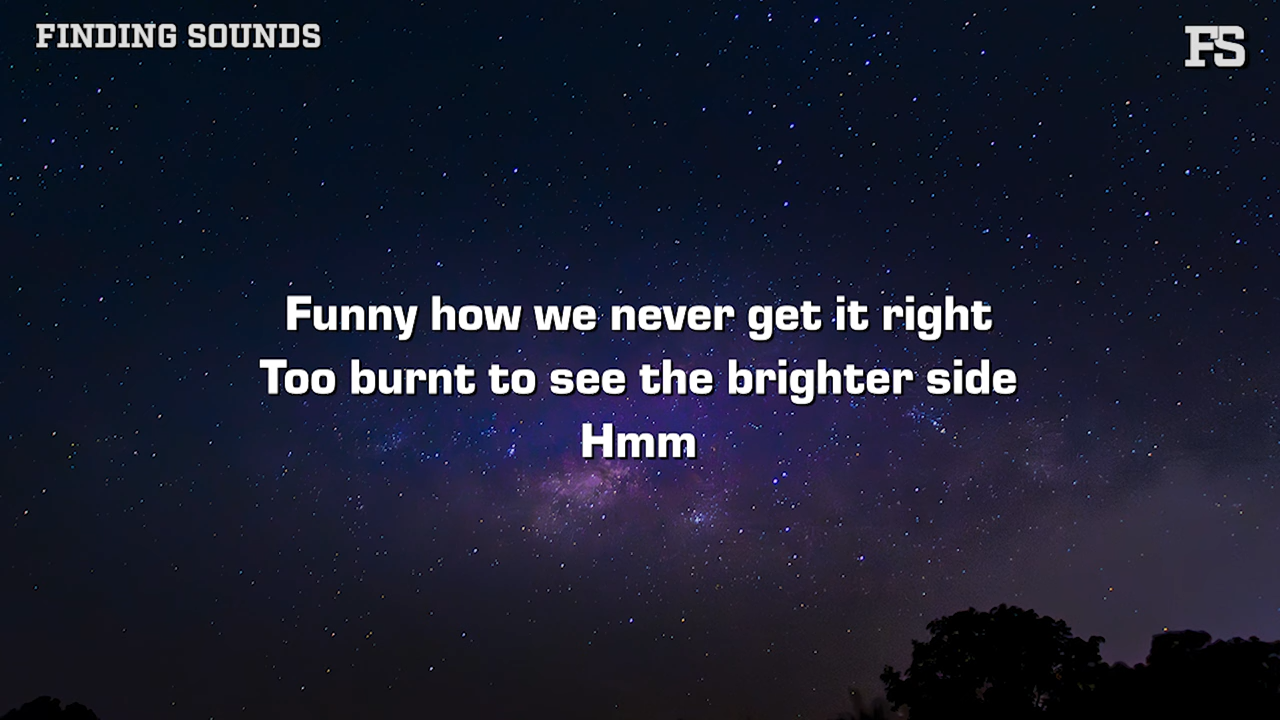 FINDING SOUNDS
FS
Funny how we never get it right
Too burnt to see the brighter side
Hmm